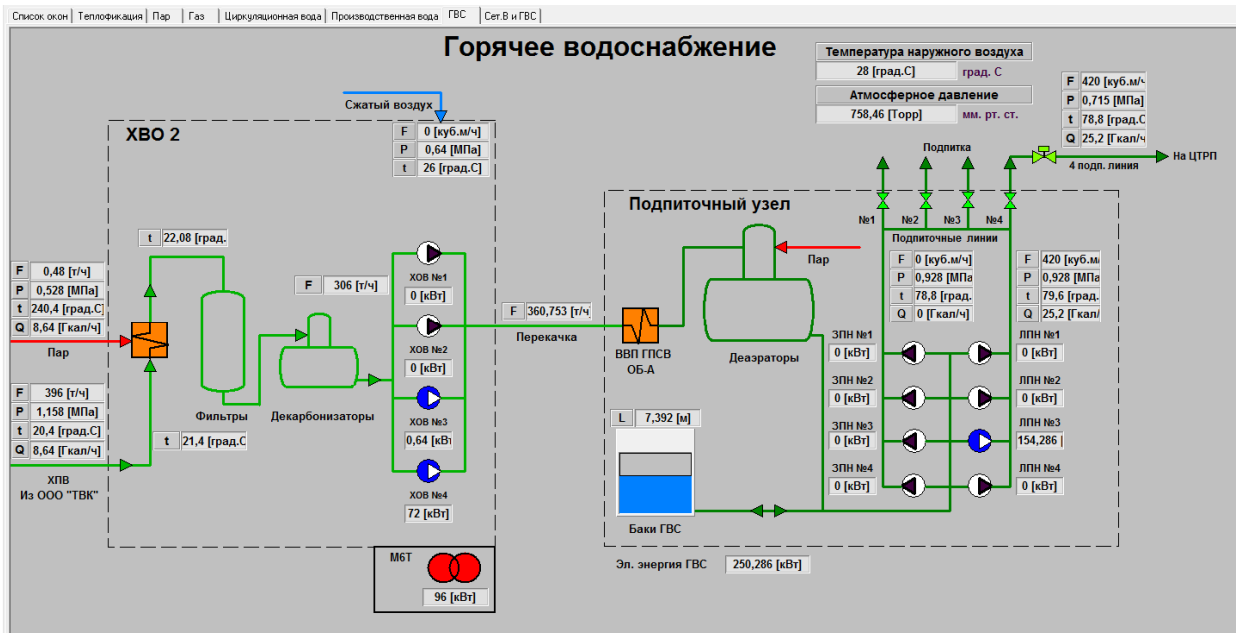 Список окон | Теплофикация | Пар | Газ | Циркуляционная вода | Производственная вода | ГВС | Сет.В и ГВС
Горячее водоснабжение
Температура наружного воздуха
28 [град.С] град. С
Атмосферное давление
758,46 [Торр] мм. рт. ст.
F 420 [куб.м/ч
P 0,715 [МПа]
t 78,8 [град.С
Q 25,2 [Гкал/ч
На ЦТРП
4 подп. линия
Подпитка
Сжатый воздух
F 0 [куб.м/ч]
P 0,64 [МПа]
t 26 [град.С]
ХВО 2
t 22,08 [град.
F 0,48 [т/ч]
P 0,528 [МПа]
t 240,4 [град.С]
Q 8,64 [Гкал/ч]
Пар
F 396 [т/ч]
P 1,158 [МПа]
t 20,4 [град.С]
Q 8,64 [Гкал/ч]
ХПВ
Из ООО "ТВК"
t 21,4 [град.С
Фильтры
Декарбонизаторы
F 306 [т/ч]
ХОВ №1
0 [кВт]
ХОВ №2
0 [кВт]
ХОВ №3
0,64 [кВт
ХОВ №4
72 [кВт]
М6Т
96 [кВт]
F 360,753 [т/ч]
Перекачка
Подпиточный узел
ВВП ГПСВ
ОБ-А
Пар
Деаэраторы
L 7,392 [м]
Баки ГВС
№1 №2 №3 №4
Подпиточные линии
F 0 [куб.м/ч]
P 0,928 [МПа
t 78,8 [град.
Q 0 [Гкал/ч]
F 420 [куб.м/
P 0,928 [МПа
t 79,6 [град.
Q 25,2 [Гкал/
ЗПН №1
0 [кВт]
ЗПН №2
0 [кВт]
ЗПН №3
0 [кВт]
ЗПН №4
0 [кВт]
ЛПН №1
0 [кВт]
ЛПН №2
0 [кВт]
ЛПН №3
154,286 [
ЛПН №4
0 [кВт]
Эл. энергия ГВС 250,286 [кВт]